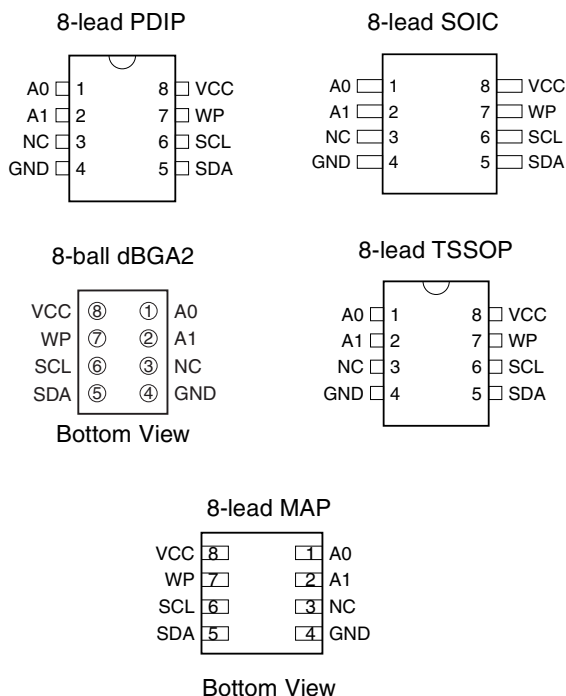 8-lead PDIP
A0 1 8 VCC
A1 2 7 WP
NC 3 6 SCL
GND 4 5 SDA
8-lead SOIC
A0 1 8 VCC
A1 2 7 WP
NC 3 6 SCL
GND 4 5 SDA
8-ball dBGA2
VCC 8 1 A0
WP 7 2 A1
SCL 6 3 NC
SDA 5 4 GND
Bottom View
8-lead TSSOP
A0 1 8 VCC
A1 2 7 WP
NC 3 6 SCL
GND 4 5 SDA
8-lead MAP
VCC 8 1 A0
WP 7 2 A1
SCL 6 3 NC
SDA 5 4 GND
Bottom View